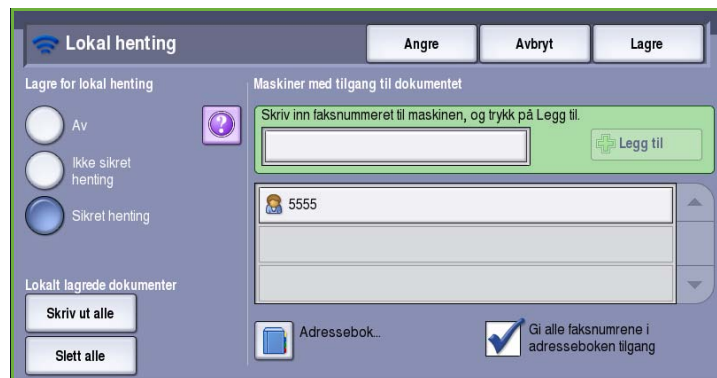 Lokal henting
Angre
Avbryt
Lagre
Lagre for lokal henting
Av
Ikke sikret
henting
Sikret henting
Lokalt lagrede dokumenter
Skriv ut alle
Slett alle
Maskiner med tilgang til dokumentet
Skriv inn faksnummeret til maskinen, og trykk på Legg til.
Legg til
5555
Adressebok...
Gi alle faksnumrene i
adresseboken tilgang